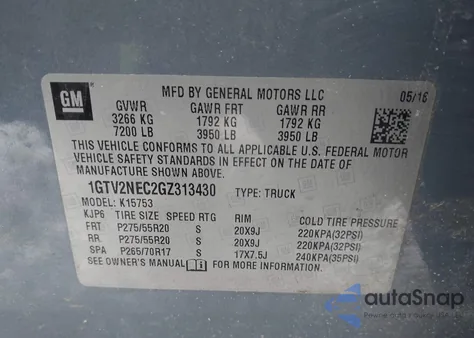 GM
MFD BY GENERAL MOTORS LLC
05/16
GVWR GAWR FRT GAWR RR
3266 KG 1792 KG 1792 KG
7200 LB 3950 LB 3950 LB
THIS VEHICLE CONFORMS TO ALL APPLICABLE U.S. FEDERAL MOTOR
VEHICLE SAFETY STANDARDS IN EFFECT ON THE DATE OF
MANUFACTURE SHOWN ABOVE.
1GTV2NEC2GZ313430 TYPE: TRUCK
MODEL: K15753
KJP6 TIRE SIZE SPEED RTG RIM COLD TIRE PRESSURE
FRT P275/55R20 S 20X9J 220KPA(32PSI)
RR P275/55R20 S 20X9J 220KPA(32PSI)
SPA P265/70R17 S 17X7.5J 240KPA(35PSI)
SEE OWNER'S MANUAL FOR ADDITIONAL INFORMATION
autoSnap